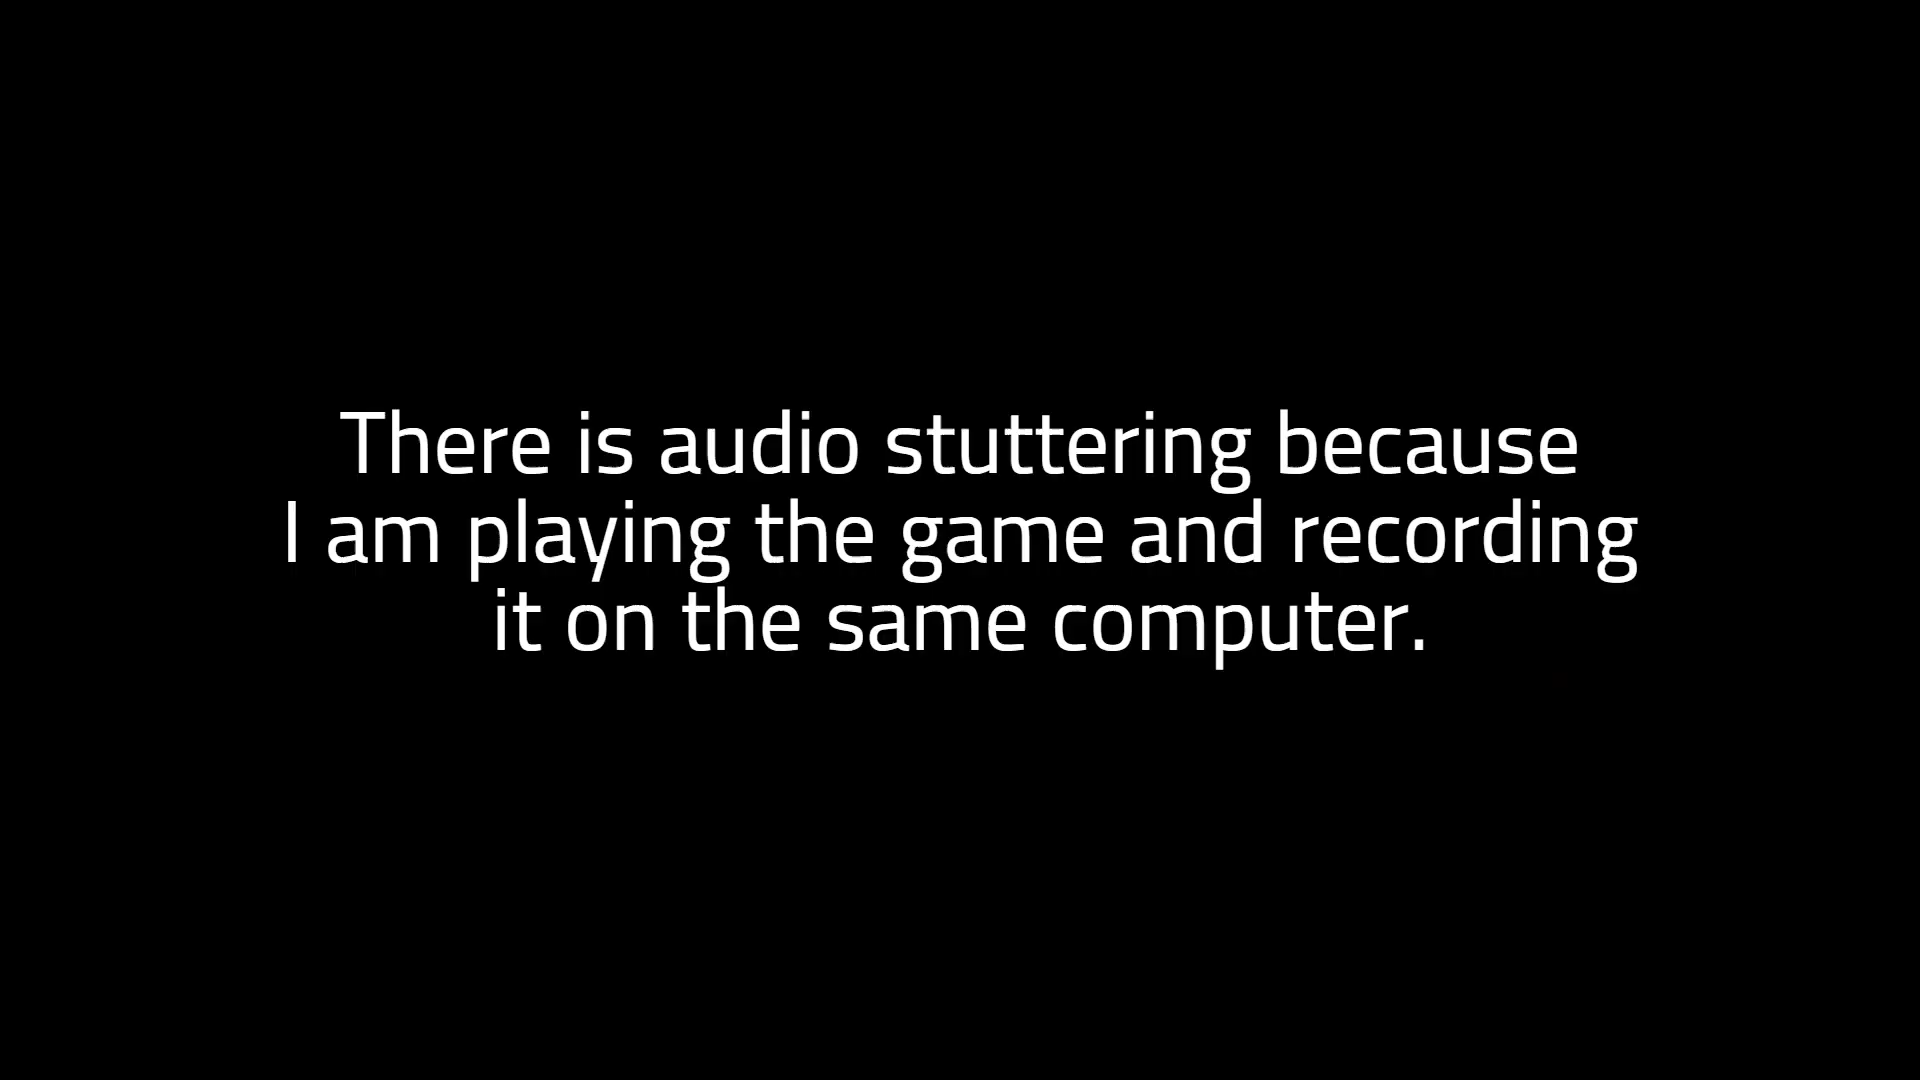 There is audio stuttering because
I am playing the game and recording
it on the same computer.